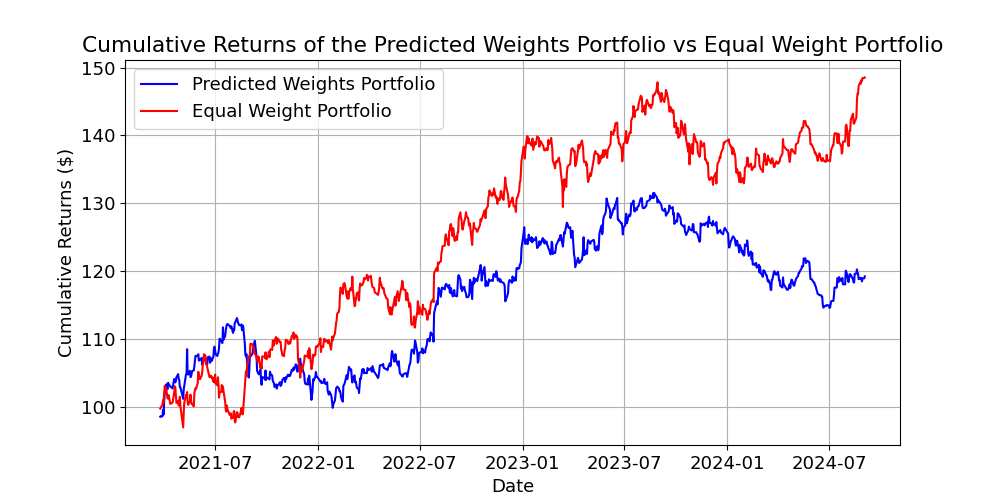 Cumulative Returns of the Predicted Weights Portfolio vs Equal Weight Portfolio
Predicted Weights Portfolio
Equal Weight Portfolio
Cumulative Returns ($)
150
140
130
120
110
100
2021-07 2022-01 2022-07 2023-01 2023-07 2024-01 2024-07
Date